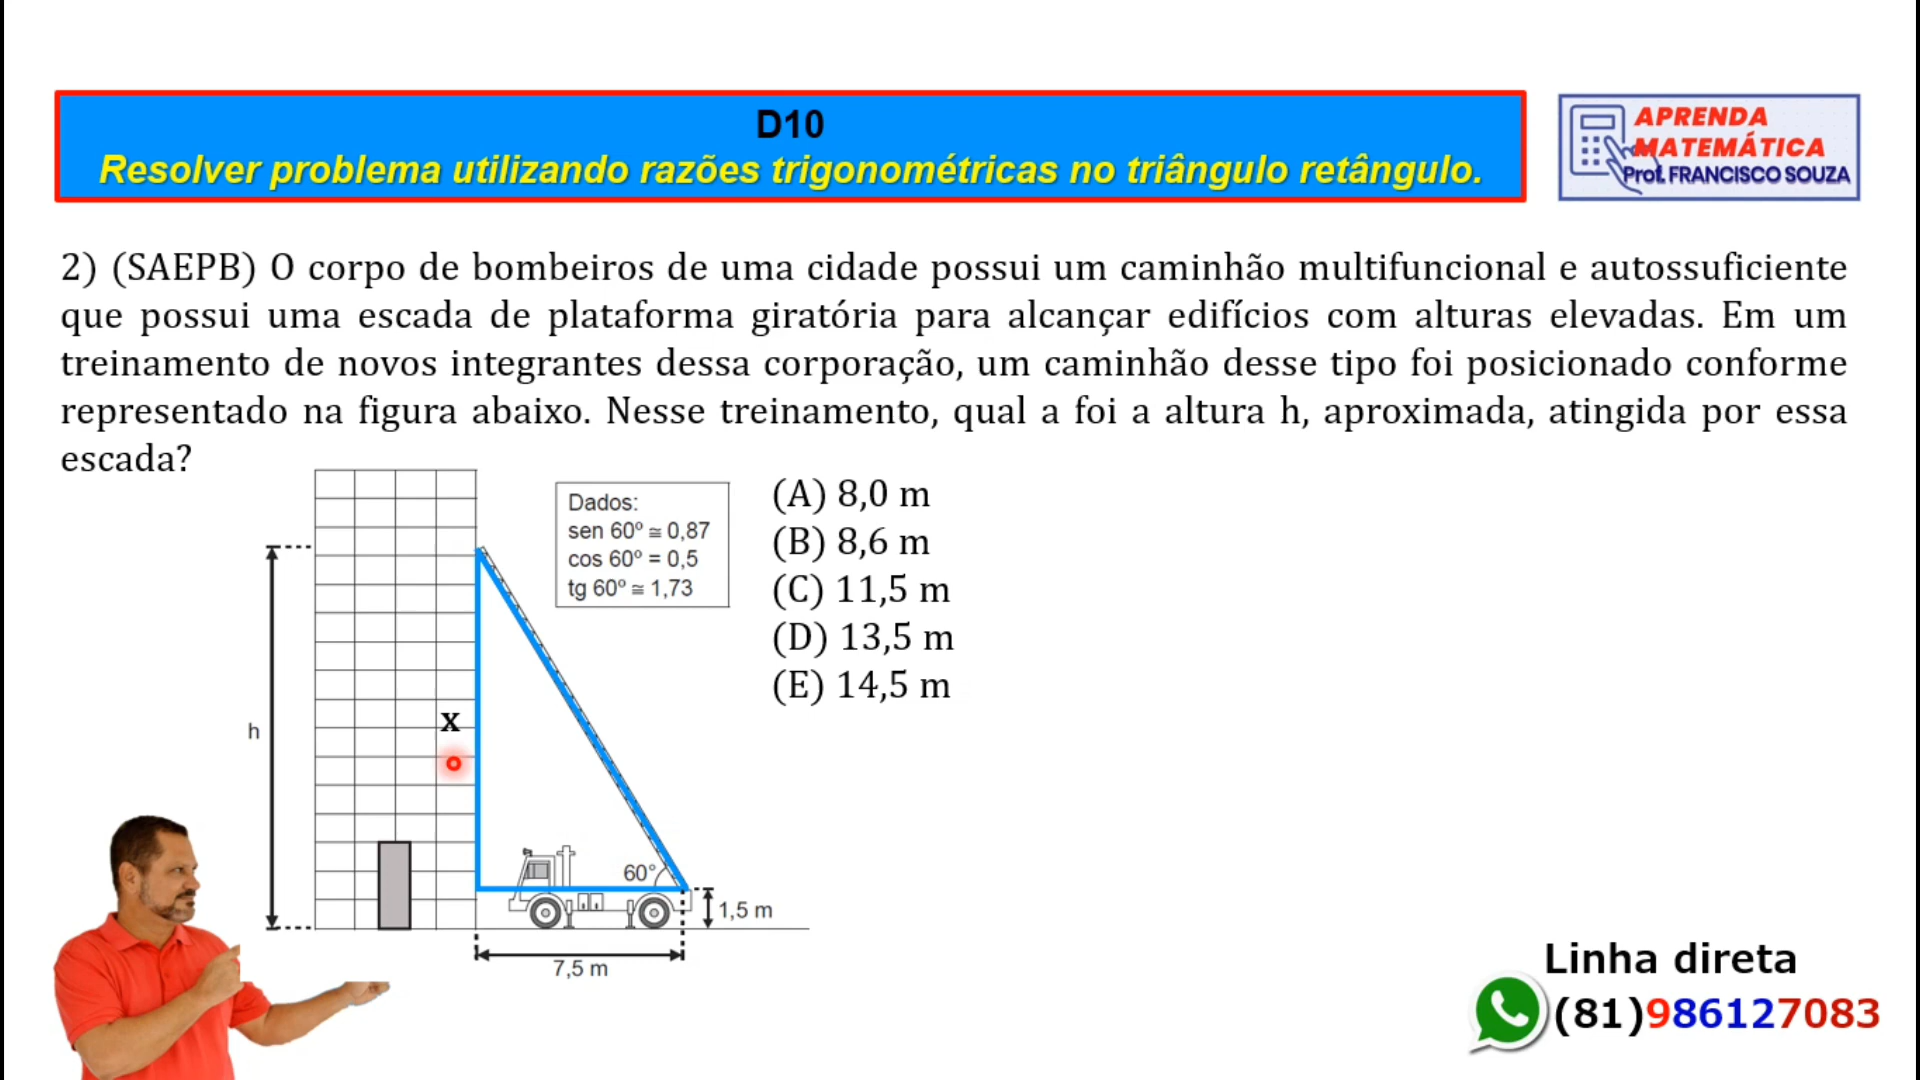 D10
Resolver problema utilizando razões trigonométricas no triângulo retângulo.
APRENDA
MATEMÁTICA
Prof. FRANCISCO SOUZA
2) (SAEPB) O corpo de bombeiros de uma cidade possui um caminhão multifuncional e autossuficiente
que possui uma escada de plataforma giratória para alcançar edifícios com alturas elevadas. Em um
treinamento de novos integrantes dessa corporação, um caminhão desse tipo foi posicionado conforme
representado na figura abaixo. Nesse treinamento, qual a foi a altura h, aproximada, atingida por essa
escada?
Dados:
sen 60º ≅ 0,87
cos 60º = 0,5
tg 60º ≅ 1,73
(A) 8,0 m
(B) 8,6 m
(C) 11,5 m
(D) 13,5 m
(E) 14,5 m
h
x
60°
1,5 m
7,5 m
Linha direta
(81)986127083